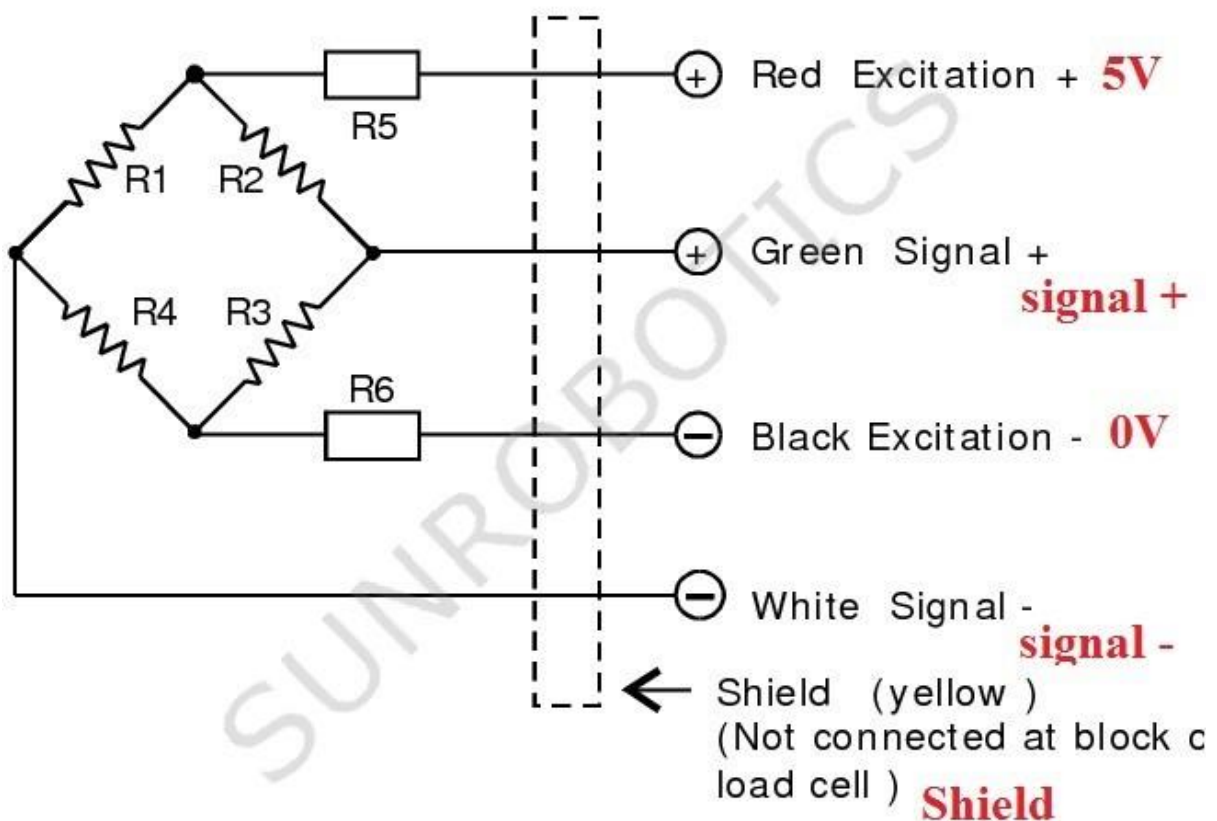 Red Excitation + 5V
R5
R1 R2
Green Signal +
signal +
R4 R3
R6
Black Excitation - 0V
White Signal -
signal -
Shield (yellow )
(Not connected at block
load cell ) Shield
SUNROBOTICS